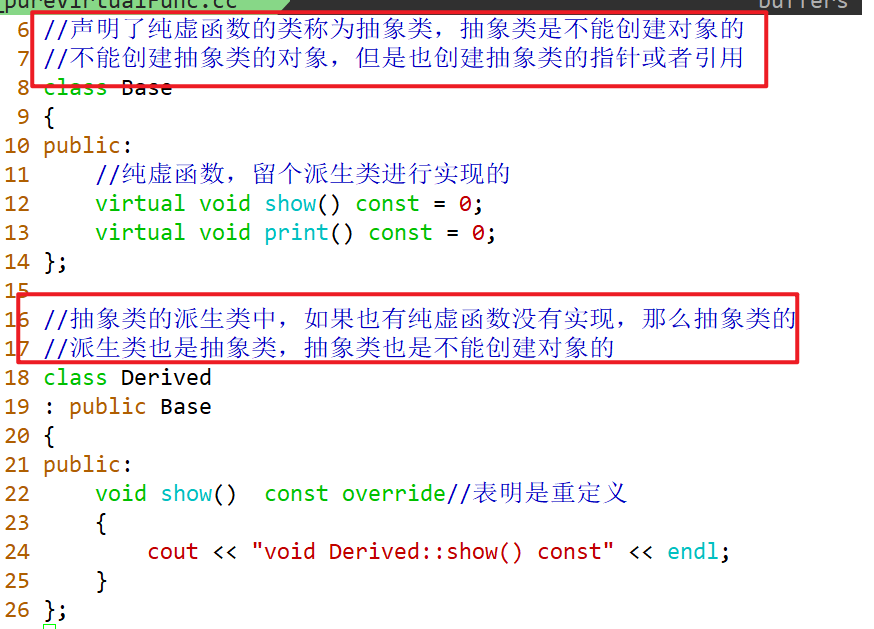 purevirtualFunc.cc buffers
6 //声明了纯虚函数的类称为抽象类，抽象类是不能创建对象的
7 //不能创建抽象类的对象，但是也创建抽象类的指针或者引用
8 class Base
9 {
10 public:
11 //纯虚函数，留个派生类进行实现的
12 virtual void show() const = 0;
13 virtual void print() const = 0;
14 };
15
16 //抽象类的派生类中，如果也有纯虚函数没有实现，那么抽象类的
17 //派生类也是抽象类，抽象类也是不能创建对象的
18 class Derived
19 : public Base
20 {
21 public:
22 void show() const override//表明是重定义
23 {
24 cout << "void Derived::show() const" << endl;
25 }
26 };